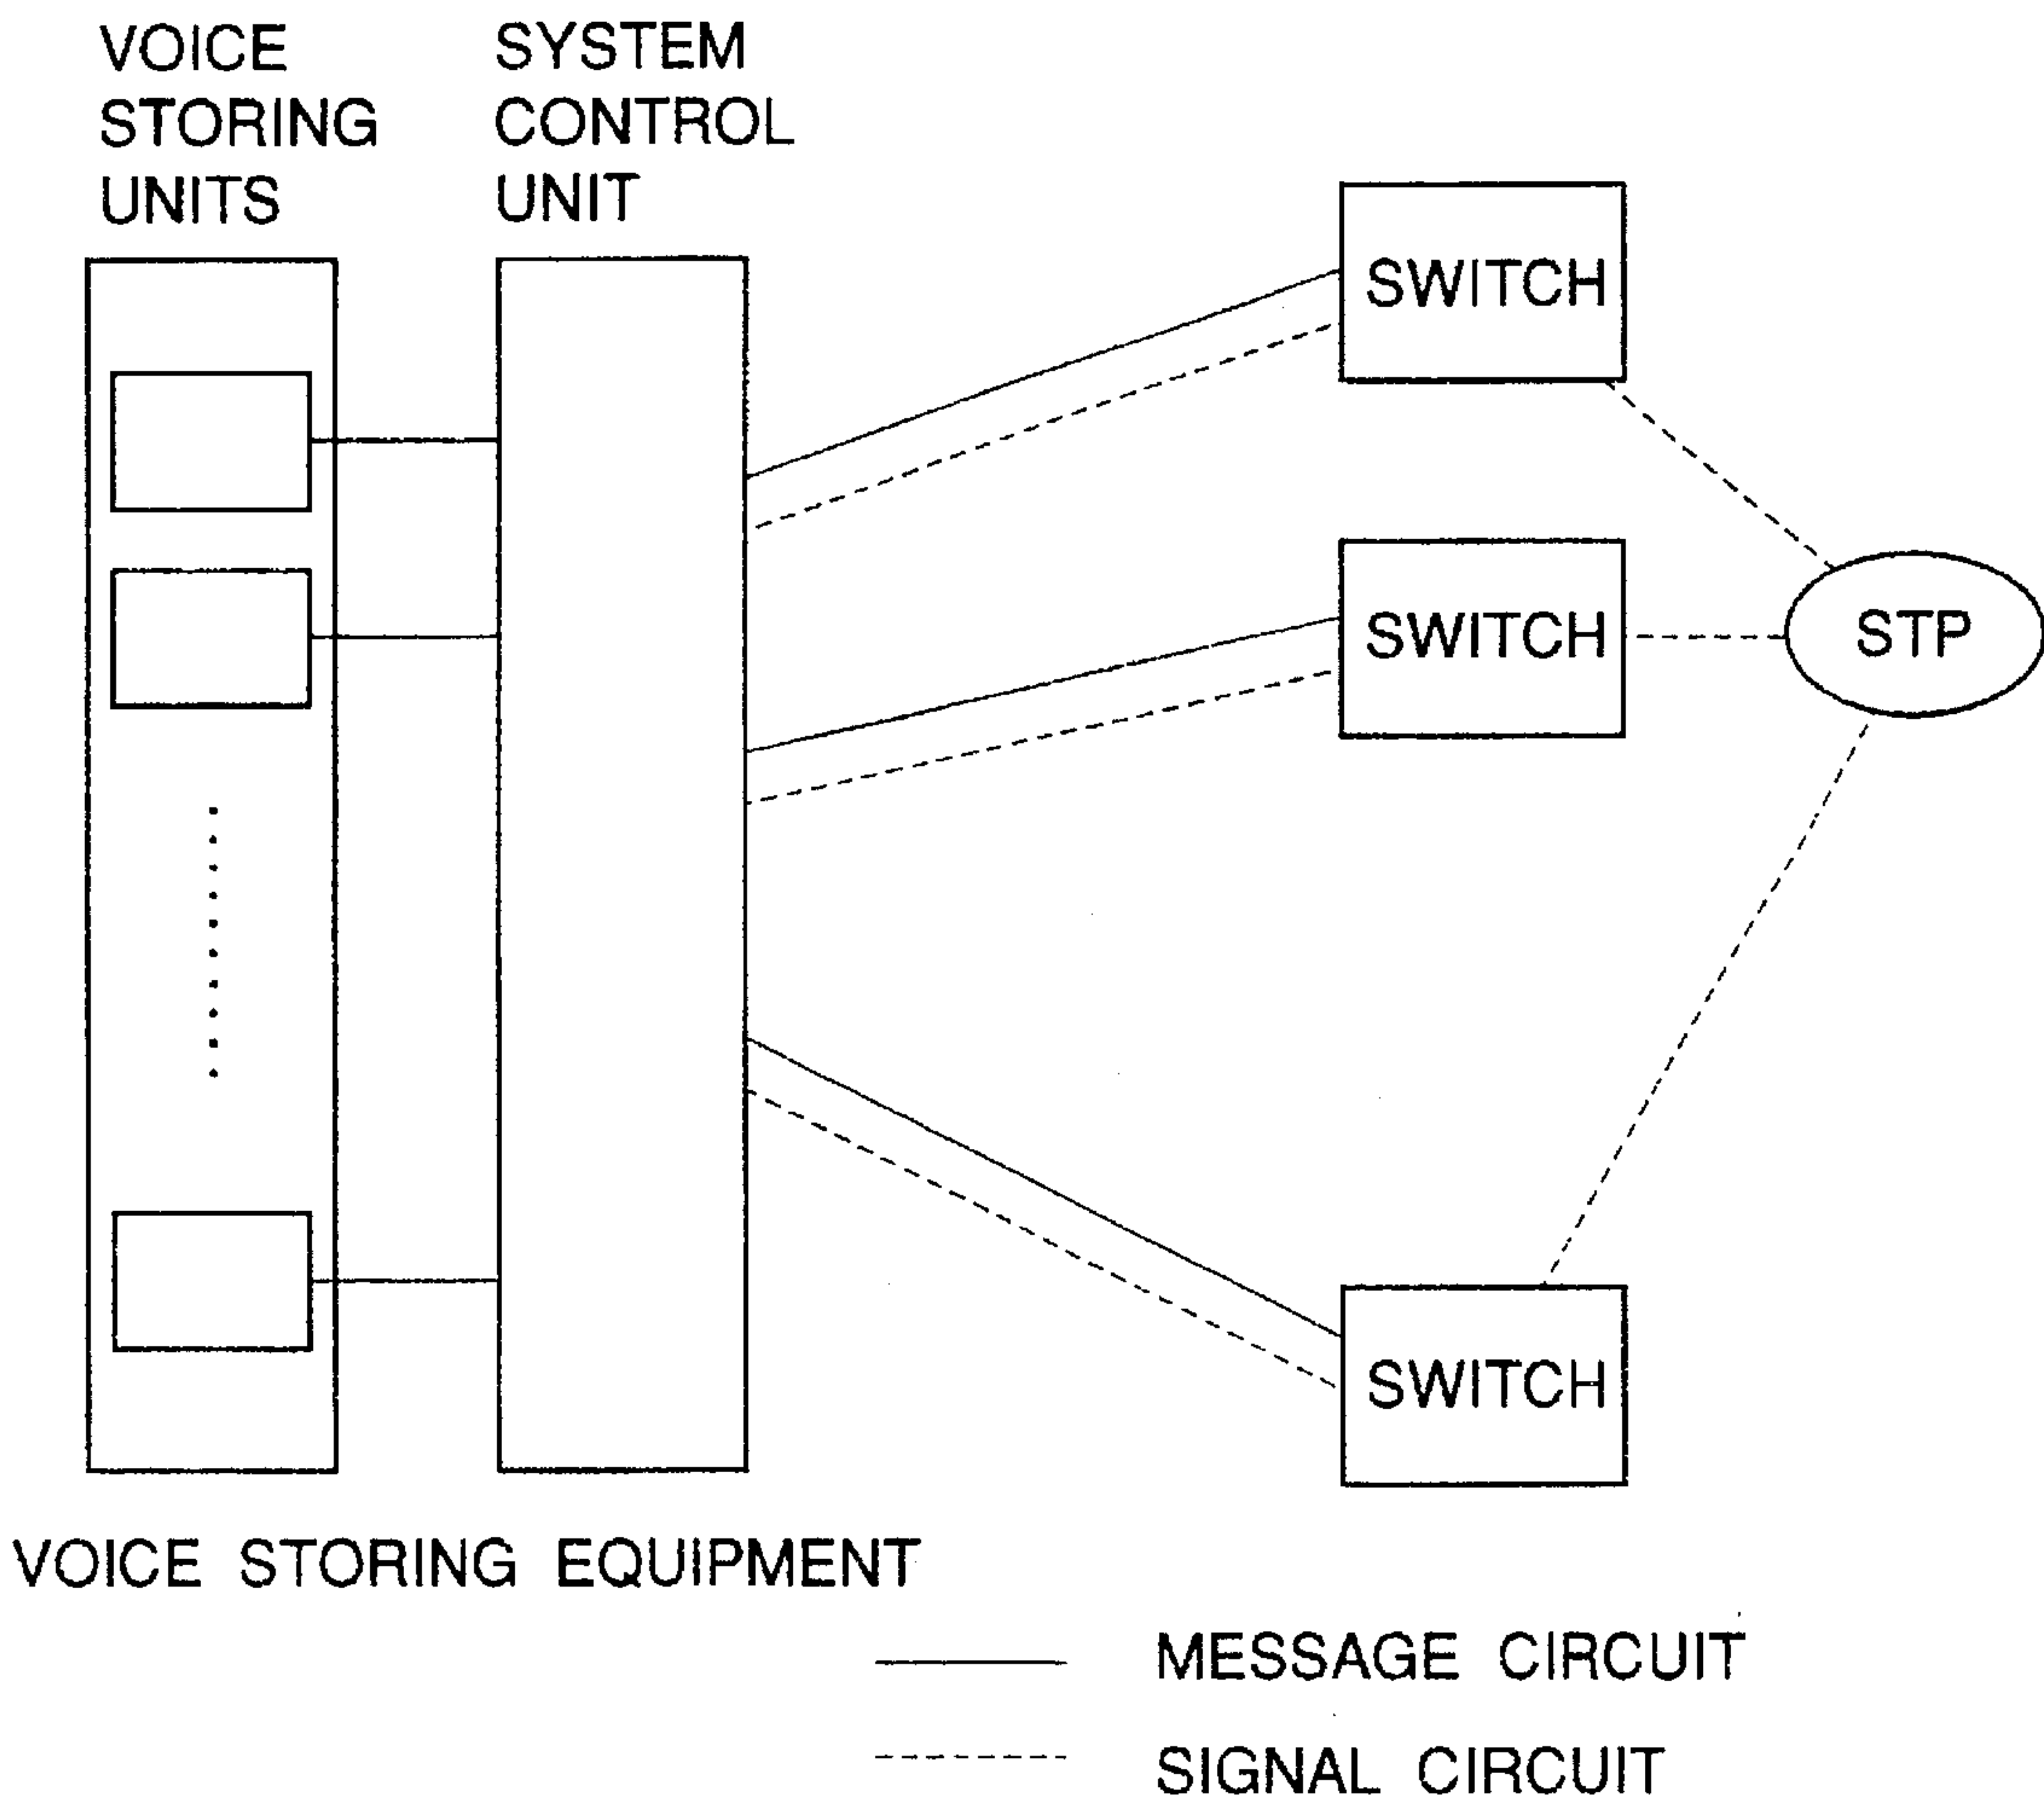 VOICE
STORING
UNITS
SYSTEM
CONTROL
UNIT
SWITCH
SWITCH
STP
SWITCH
VOICE STORING EQUIPMENT
MESSAGE CIRCUIT
SIGNAL CIRCUIT